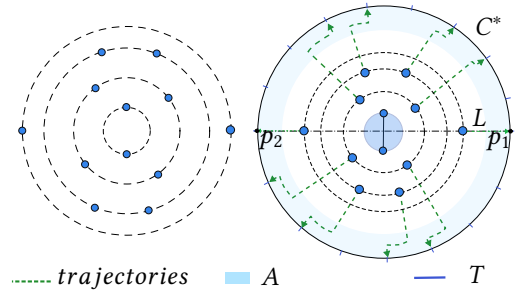 C*
L
p₂
p₁
trajectories A T